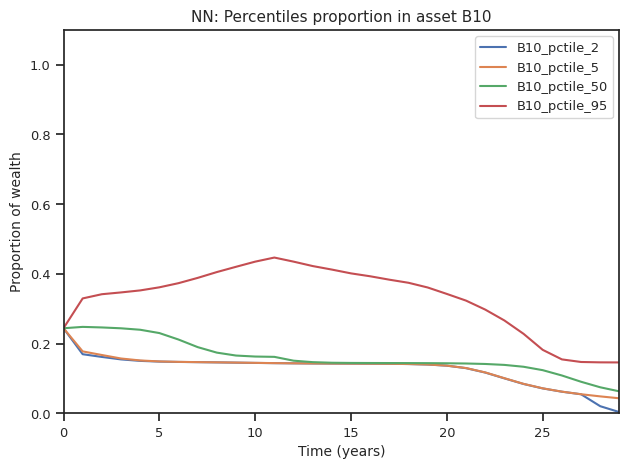 NN: Percentiles proportion in asset B10
B10_pctile_2
B10_pctile_5
B10_pctile_50
B10_pctile_95
Proportion of wealth
1.0
0.8
0.6
0.4
0.2
0.0
0 5 10 15 20 25
Time (years)